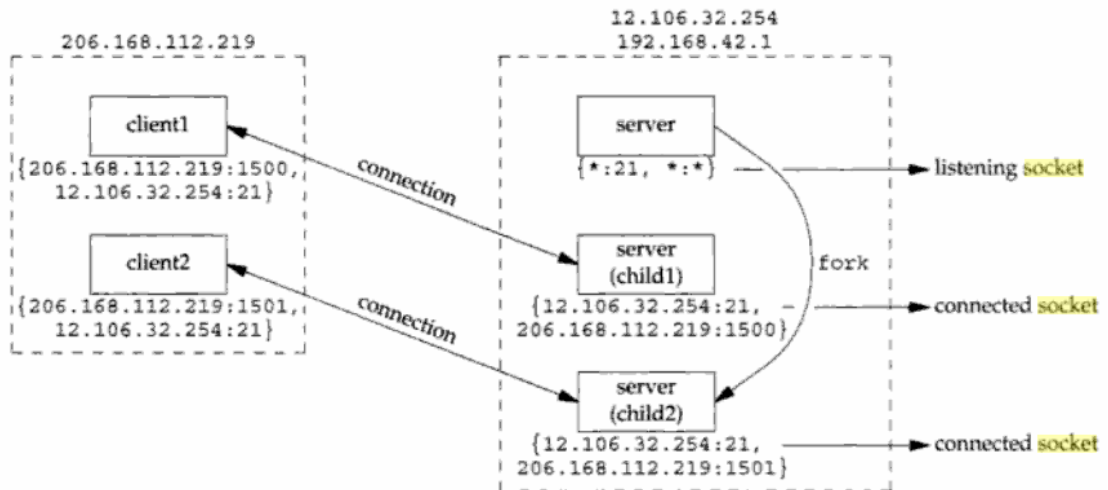 206.168.112.219
12.106.32.254
192.168.42.1
client1
{206.168.112.219:1500,
12.106.32.254:21}
client2
{206.168.112.219:1501,
12.106.32.254:21}
connection
connection
server
{*:21, *:*}
listening socket
server
(child1)
fork
{12.106.32.254:21,
206.168.112.219:1500}
connected socket
server
(child2)
{12.106.32.254:21,
206.168.112.219:1501}
connected socket